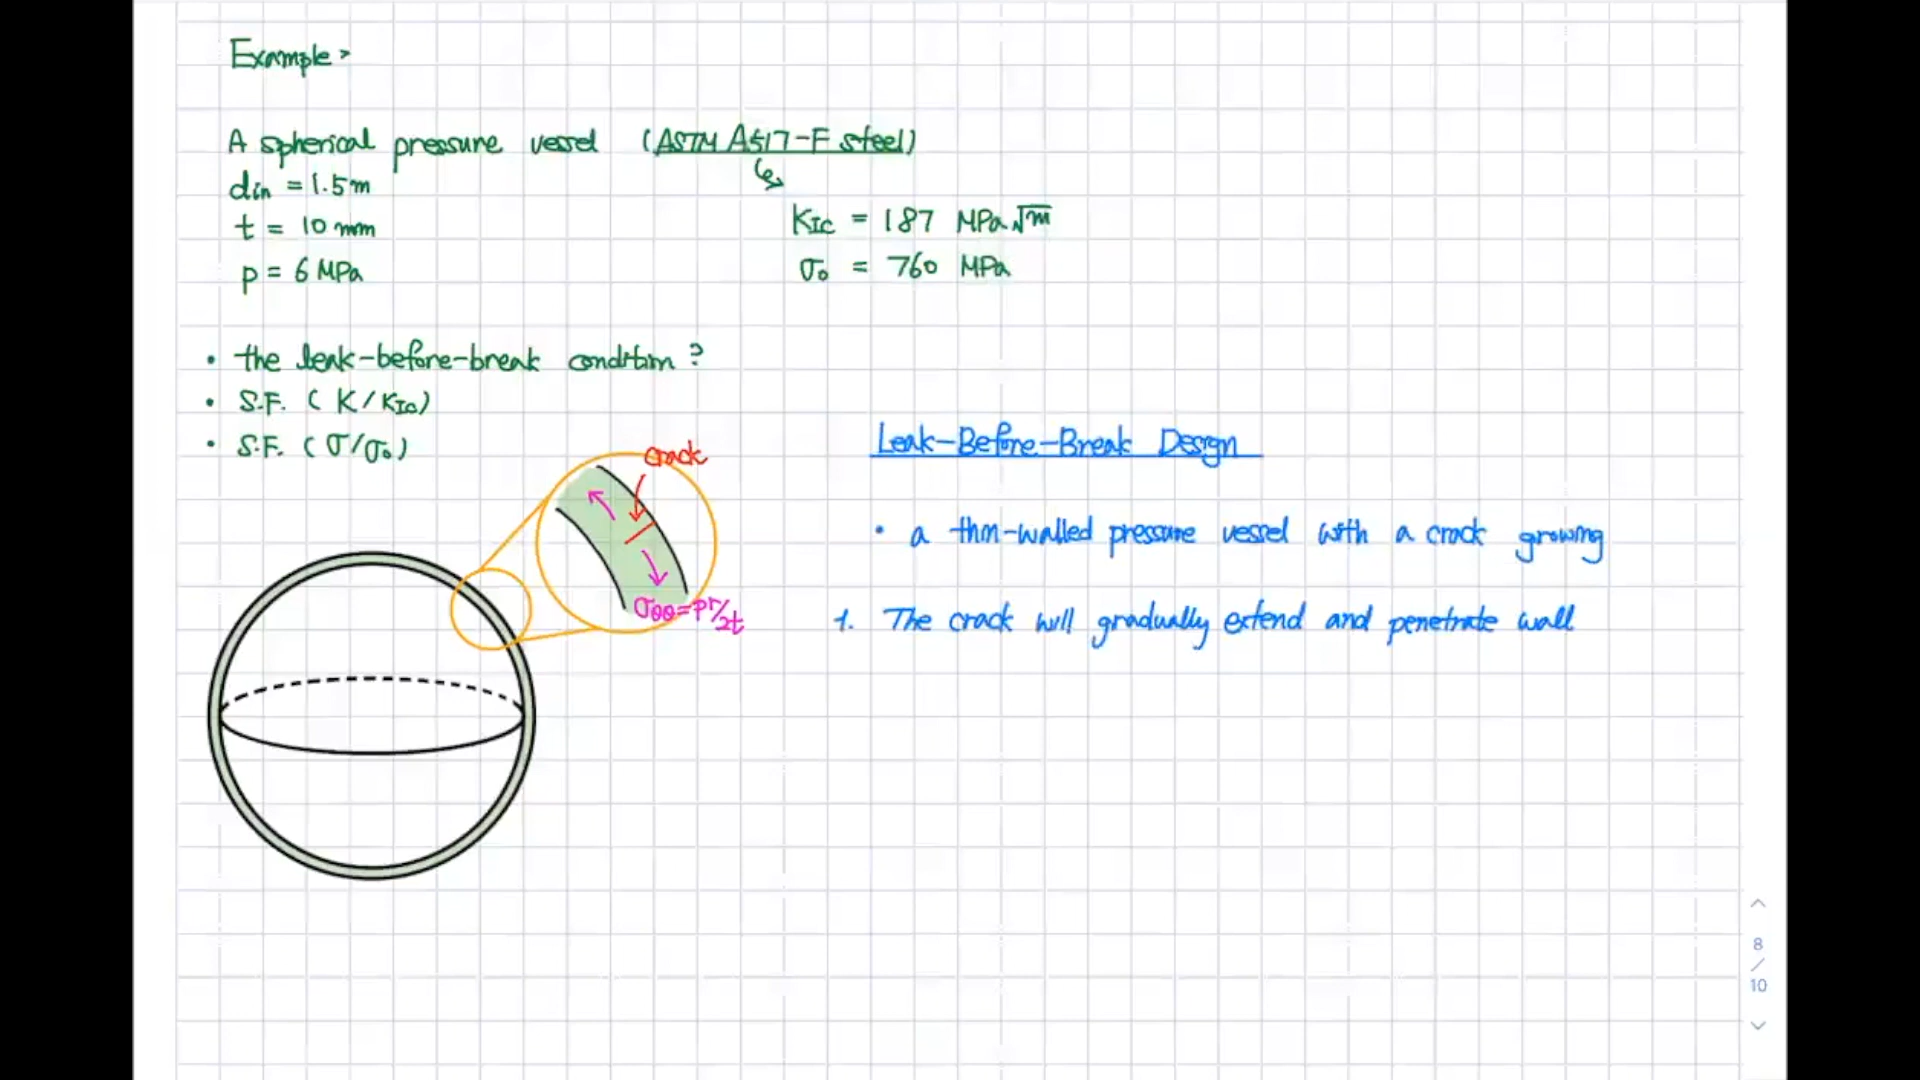 Example >
A spherical pressure vessel (ASTM A517-F steel)
din = 1.5m
t = 10 mm
p = 6 MPa
KIC = 187 MPa√m
σo = 760 MPa
• the leak-before-break condition ?
• S.F. ( K/KIC)
• S.F. ( σ/σo)
crack
σθθ=pr/2t
Leak-Before-Break Design
• a thin-walled pressure vessel with a crack growing
1. The crack will gradually extend and penetrate wall
8
/
10